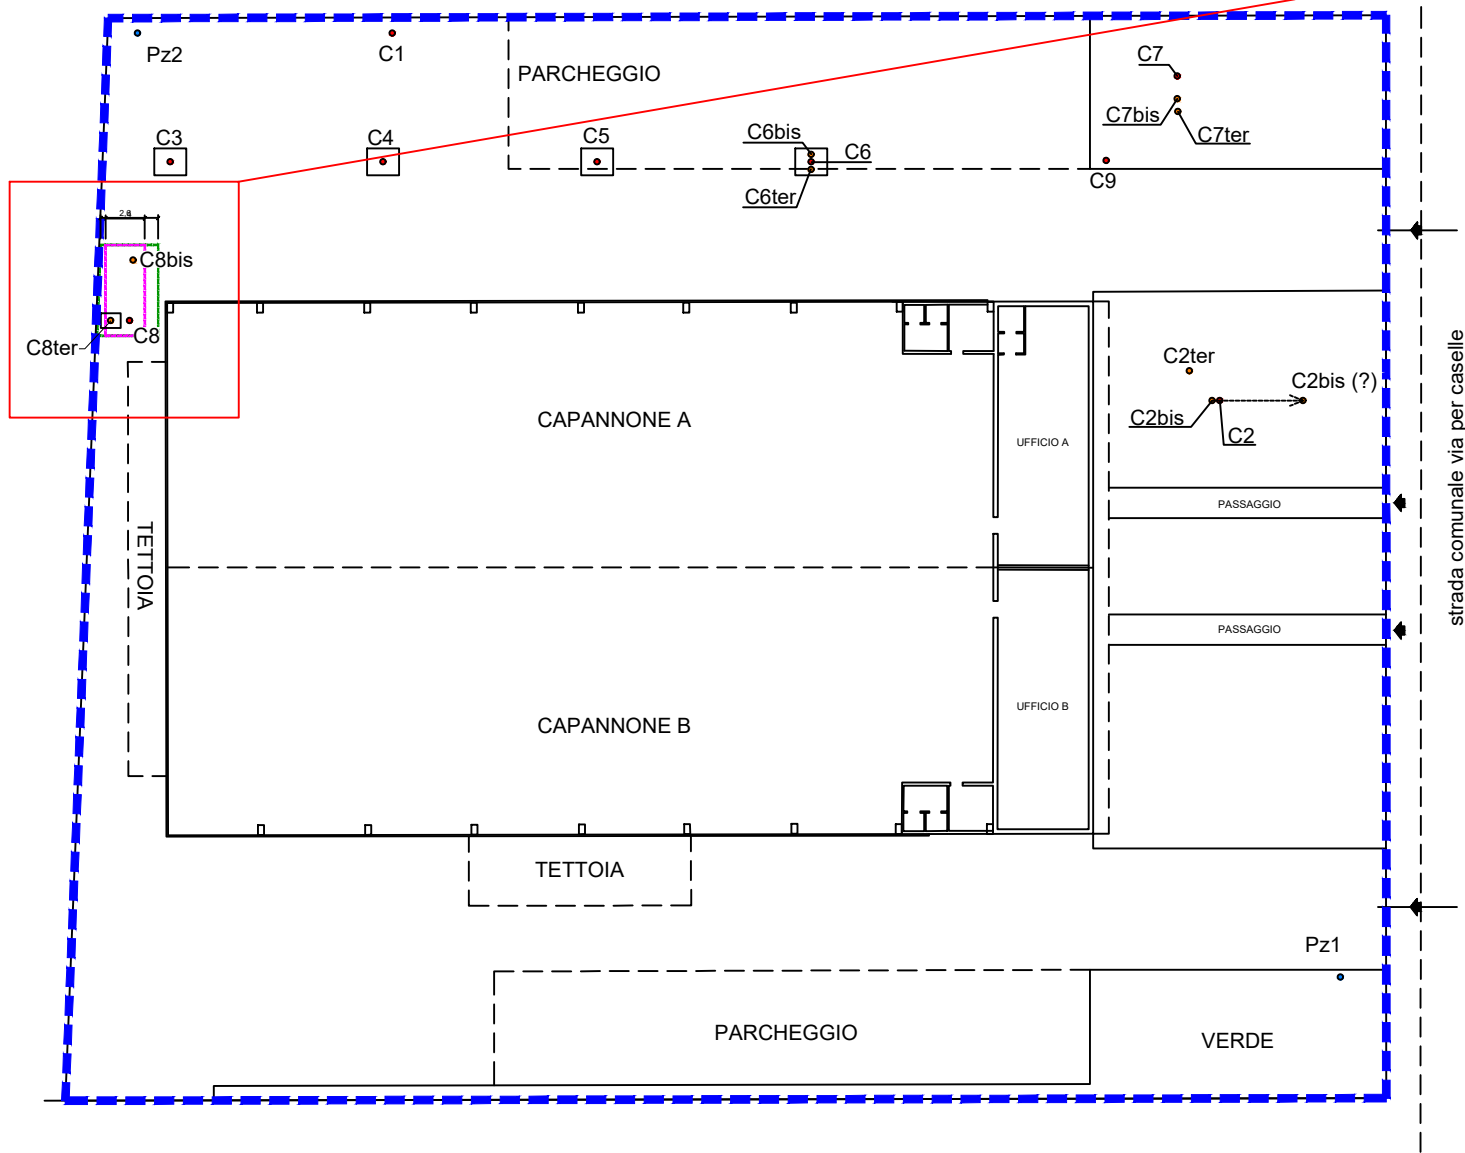 Pz2
C1
PARCHEGGIO
C7
C7bis
C7ter
C3
C4
C5
C6bis
C6
C6ter
C9
C8bis
C8
C8ter
C2ter
C2bis (?)
C2bis
C2
CAPANNONE A
UFFICIO A
PASSAGGIO
strada comunale via per caselle
TETTOIA
PASSAGGIO
CAPANNONE B
UFFICIO B
TETTOIA
Pz1
PARCHEGGIO
VERDE